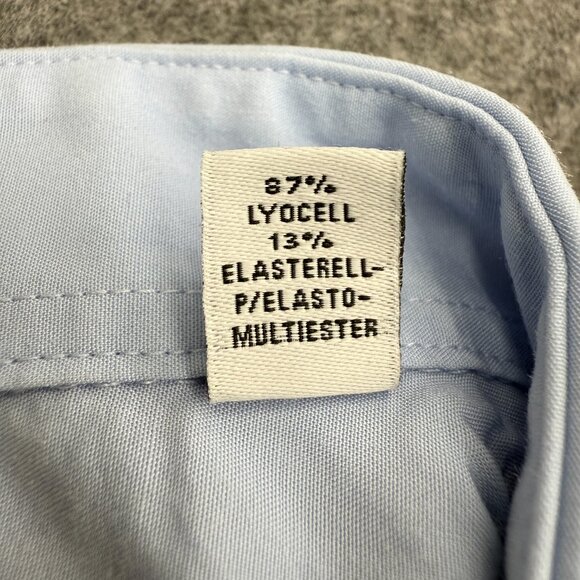 87%
LYOCELL
13%
ELASTERELL-
P/ELASTO-
MULTIESTER